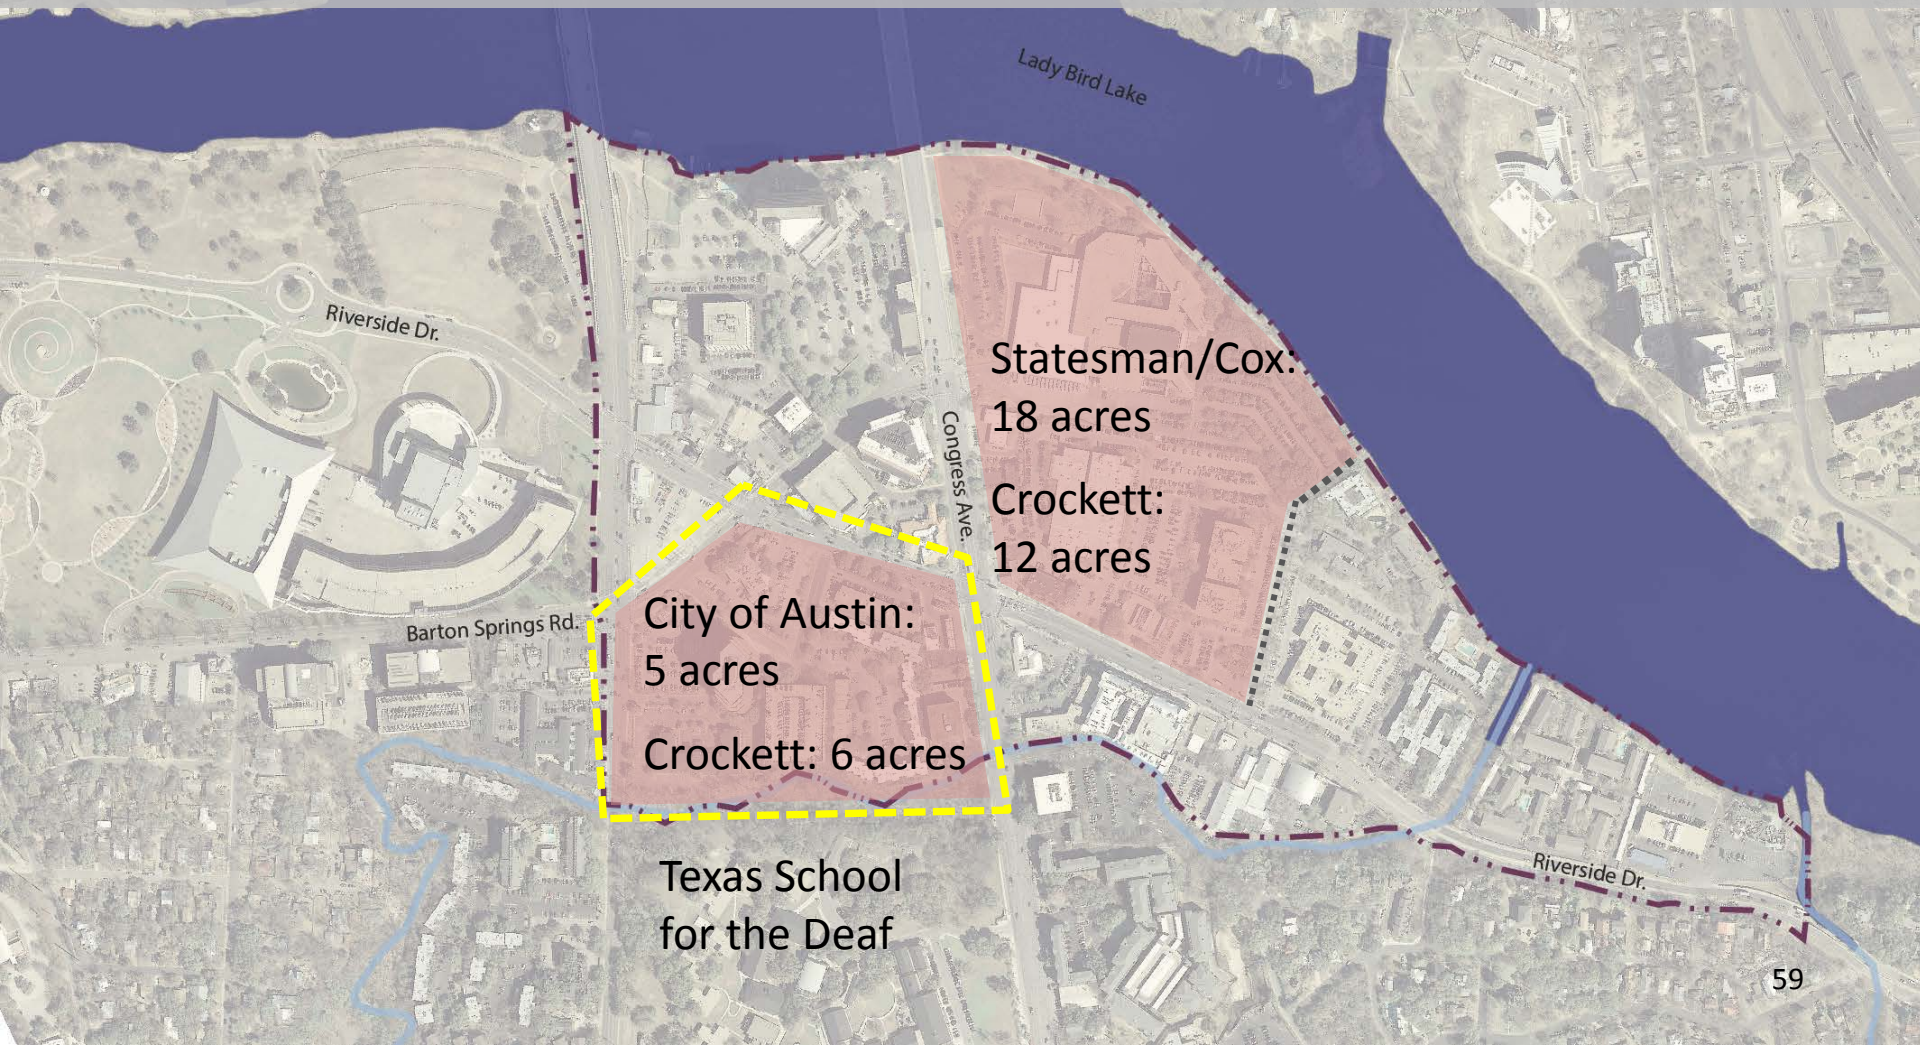 Lady Bird Lake
Riverside Dr.
Statesman/Cox:
18 acres
Congress Ave.
Crockett:
12 acres
City of Austin:
5 acres
Barton Springs Rd.
Crockett: 6 acres
Texas School
for the Deaf
Riverside Dr.
59